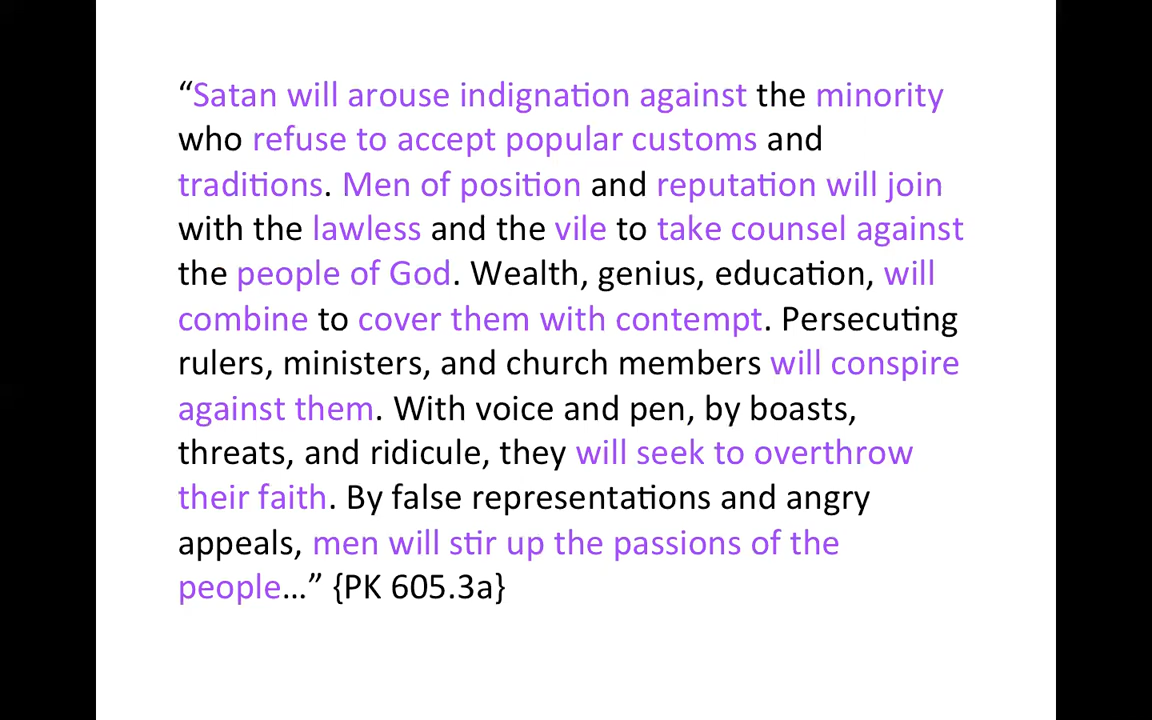 “Satan will arouse indignation against the minority
who refuse to accept popular customs and
traditions. Men of position and reputation will join
with the lawless and the vile to take counsel against
the people of God. Wealth, genius, education, will
combine to cover them with contempt. Persecuting
rulers, ministers, and church members will conspire
against them. With voice and pen, by boasts,
threats, and ridicule, they will seek to overthrow
their faith. By false representations and angry
appeals, men will stir up the passions of the
people…” {PK 605.3a}